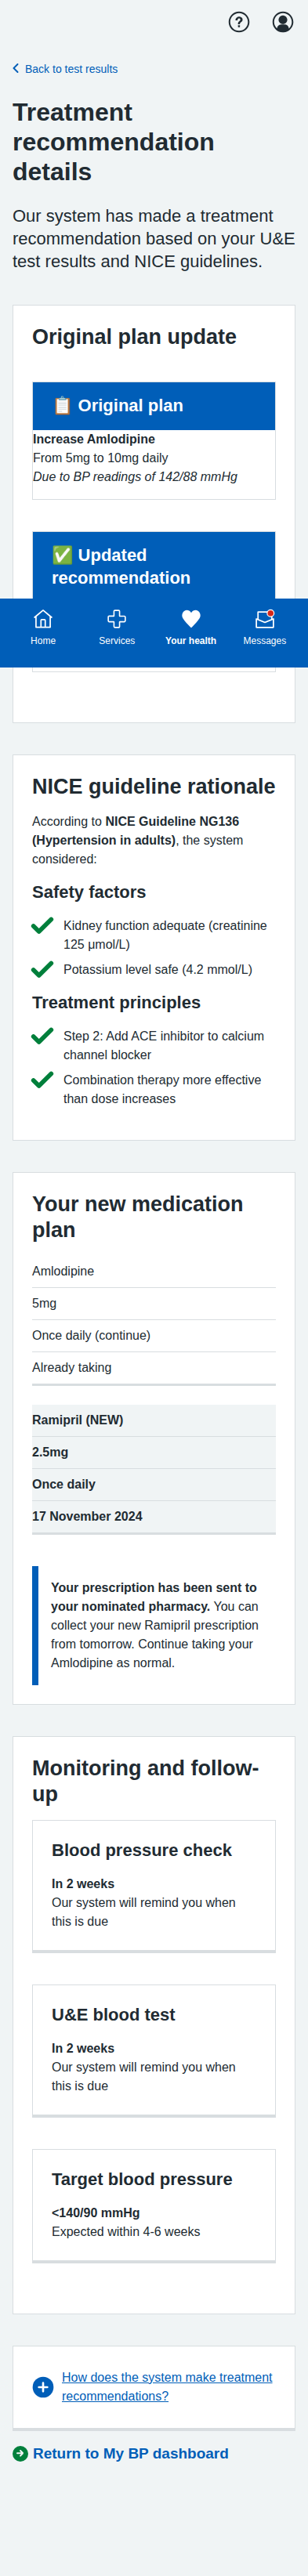 Back to test results
Treatment
recommendation
details
Our system has made a treatment
recommendation based on your U&E
test results and NICE guidelines.
Original plan update
📋 Original plan
Increase Amlodipine
From 5mg to 10mg daily
Due to BP readings of 142/88 mmHg
✅ Updated
recommendation
Home
Services
Your health
Messages
NICE guideline rationale
According to NICE Guideline NG136
(Hypertension in adults), the system
considered:
Safety factors
Kidney function adequate (creatinine
125 μmol/L)
Potassium level safe (4.2 mmol/L)
Treatment principles
Step 2: Add ACE inhibitor to calcium
channel blocker
Combination therapy more effective
than dose increases
Your new medication
plan
Amlodipine
5mg
Once daily (continue)
Already taking
Ramipril (NEW)
2.5mg
Once daily
17 November 2024
Your prescription has been sent to
your nominated pharmacy. You can
collect your new Ramipril prescription
from tomorrow. Continue taking your
Amlodipine as normal.
Monitoring and follow-
up
Blood pressure check
In 2 weeks
Our system will remind you when
this is due
U&E blood test
In 2 weeks
Our system will remind you when
this is due
Target blood pressure
<140/90 mmHg
Expected within 4-6 weeks
How does the system make treatment
recommendations?
Return to My BP dashboard